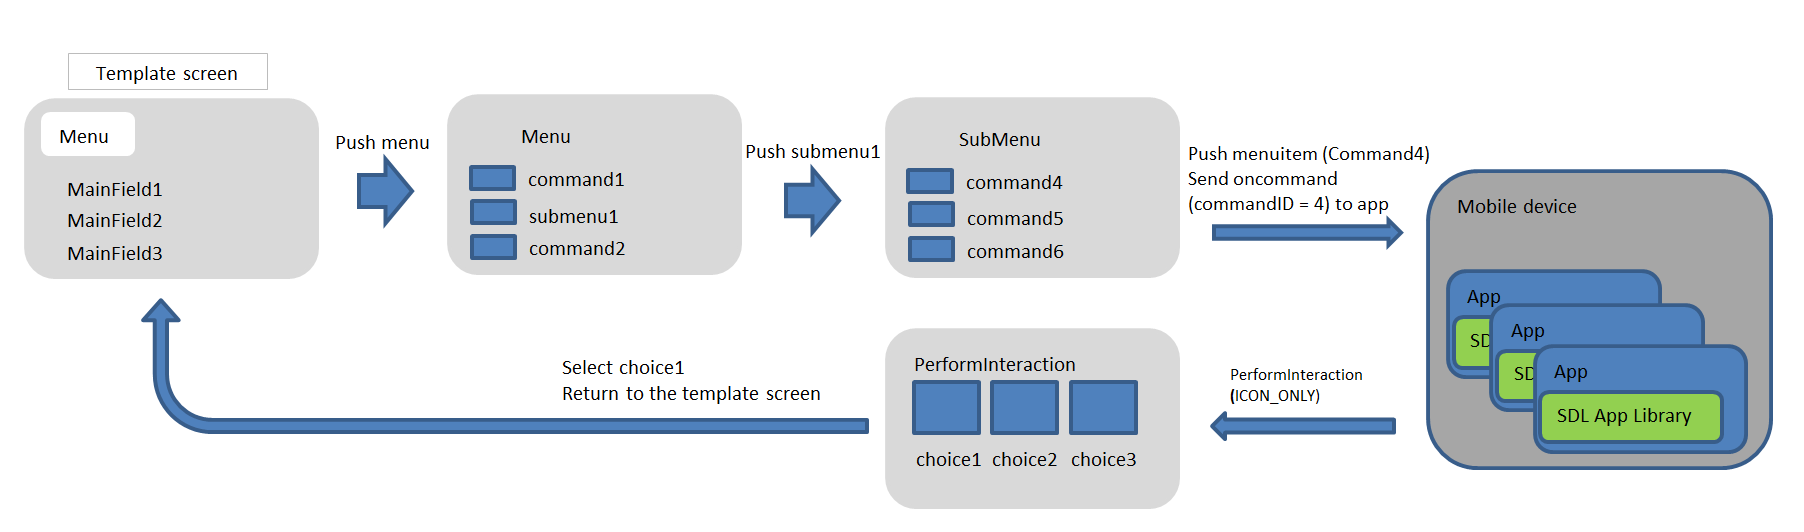 Template screen
Menu
MainField1
MainField2
MainField3
Push menu
Menu
command1
submenu1
command2
Push submenu1
SubMenu
command4
command5
command6
Push menuitem (Command4)
Send oncommand
(commandID = 4) to app
Mobile device
App
SD
App
SD
App
SDL App Library
PerformInteraction
(ICON_ONLY)
PerformInteraction
choice1 choice2 choice3
Select choice1
Return to the template screen